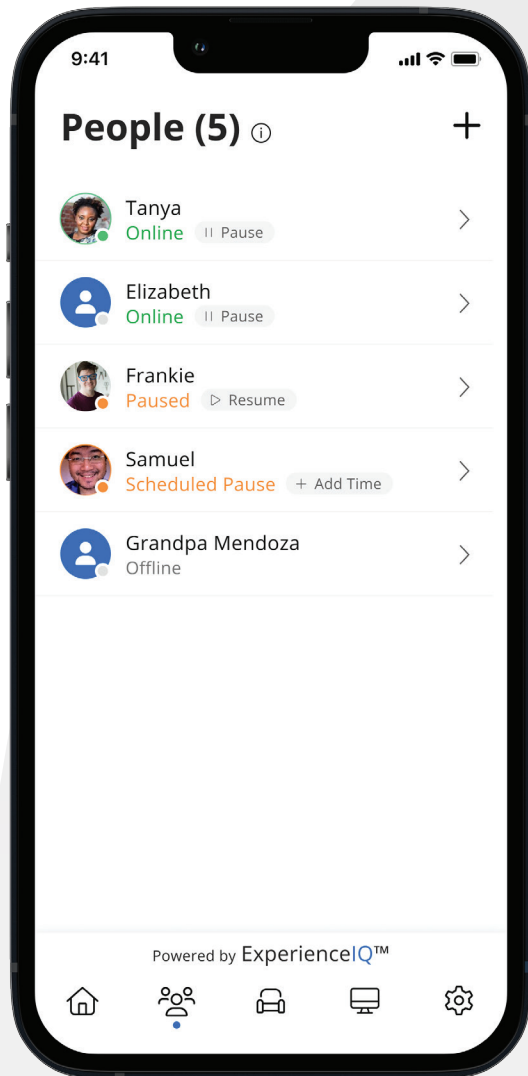 9:41
People (5)
Tanya
Online Pause
Elizabeth
Online Pause
Frankie
Paused Resume
Samuel
Scheduled Pause + Add Time
Grandpa Mendoza
Offline
Powered by ExperienceIQ™